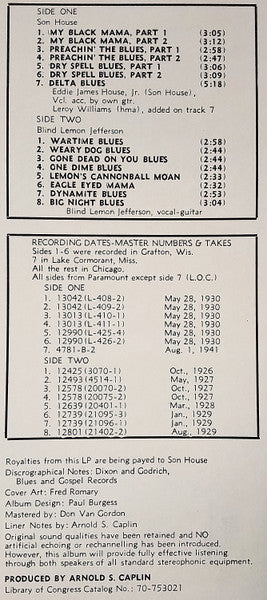 SIDE ONE
Son House
1. MY BLACK MAMA, PART 1 (3:05)
2. MY BLACK MAMA, PART 2 (3:12)
3. PREACHIN' THE BLUES, PART 1 (2:58)
4. PREACHIN' THE BLUES, PART 2 (2:47)
5. DRY SPELL BLUES, PART 1 (3:06)
6. DRY SPELL BLUES, PART 2 (3:09)
7. DELTA BLUES (5:18)
Eddie James House, Jr. (Son House),
Vcl. acc, by own gtr.
Leroy Williams (hma), added on track 7
SIDE TWO
Blind Lemon Jefferson
1. WARTIME BLUES (2:58)
2. WEARY DOG BLUES (2:44)
3. GONE DEAD ON YOU BLUES (2:59)
4. ONE DIME BLUES (2:44)
5. LEMON'S CANNONBALL MOAN (2:33)
6. EAGLE EYED MAMA (2:32)
7. DYNAMITE BLUES (2:53)
8. BIG NIGHT BLUES (3:04)
Blind Lemon Jefferson, vocal-guitar
RECORDING DATES-MASTER NUMBERS & TAKES
Sides 1-6 were recorded in Grafton, Wis.
7 in Lake Cormorant, Miss.
All the rest in Chicago,
All sides from Paramount except side 7 (L.O.C.)
SIDE ONE
1. 13042 (L-408-2) May 28, 1930
2. 13042 (L-409-2) May 28, 1930
3. 13013 (L-410-1) May 28, 1930
4. 13013 (L-411-1) May 28, 1930
5. 12990 (L-425-4) May 28, 1930
6. 12990 (L-426-2) May 28, 1930
7. 4781-B-2 Aug. 1, 1941
SIDE TWO
1. 12425 (3070-1) Oct., 1926
2. 12493 (4514-1) May, 1927
3. 12578 (20070-2) Oct., 1927
4. 12578 (20075-2) Oct., 1927
5. 12639 (20401-1) Mar., 1928
6. 12739 (21095-3) Jan., 1929
7. 12739 (21096-1) Jan., 1929
8. 12801 (21402-2) Aug., 1929
Royalties from this LP are being payed to Son House
Discrographical Notes: Dixon and Godrich,
Blues and Gospel Records
Cover Art: Fred Romary
Album Design: Paul Burgess
Mastered by: Don Van Gordon
Liner Notes by: Arnold S. Caplin
Original sound qualities have been retained and NO
artificial echoing or rechannelling has been introduced.
However, this album will provide fully effective listening
through both speakers of all standard stereophonic equipment.
PRODUCED BY ARNOLD S. CAPLIN
Library of Congress Catalog No.: 70-753021